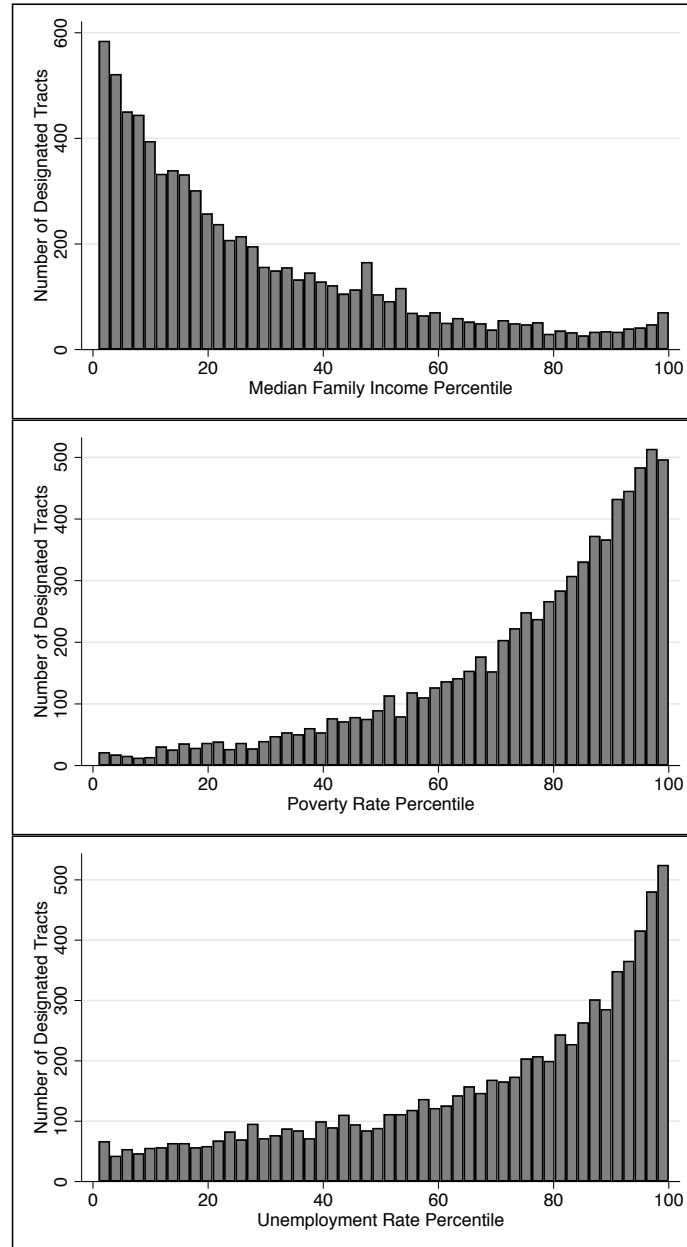 Number of Designated Tracts
600
400
200
0
0 20 40 60 80 100
Median Family Income Percentile
Number of Designated Tracts
500
400
300
200
100
0
0 20 40 60 80 100
Poverty Rate Percentile
Number of Designated Tracts
500
400
300
200
100
0
0 20 40 60 80 100
Unemployment Rate Percentile